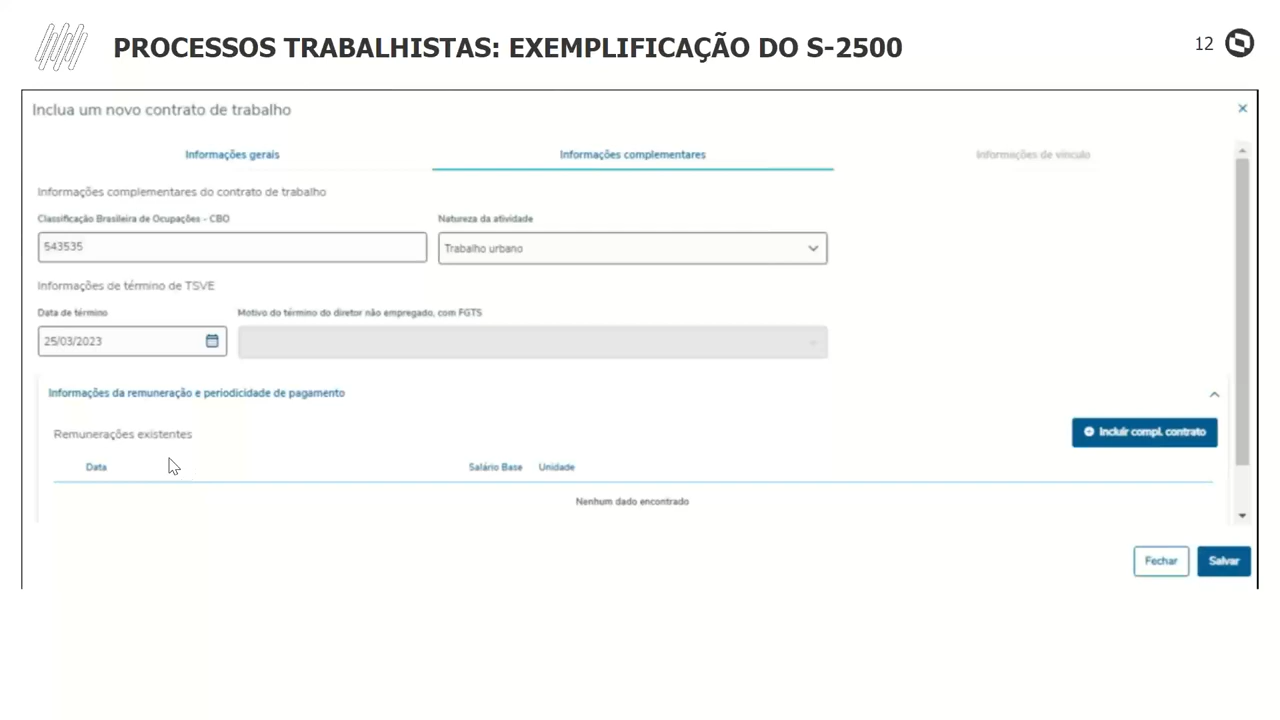 PROCESSOS TRABALHISTAS: EXEMPLIFICAÇÃO DO S-2500
12
Inclua um novo contrato de trabalho
×
Informações gerais
Informações complementares
Informações de vínculo
Informações complementares do contrato de trabalho
Classificação Brasileira de Ocupações - CBO
Natureza da atividade
543535
Trabalho urbano
Informações de término de TSVE
Data de término
Motivo do término do diretor não empregado, com FGTS
25/03/2023
Informações da remuneração e periodicidade de pagamento
Remunerações existentes
Incluir compl. contrato
Data
Salário Base
Unidade
Nenhum dado encontrado
Fechar
Salvar